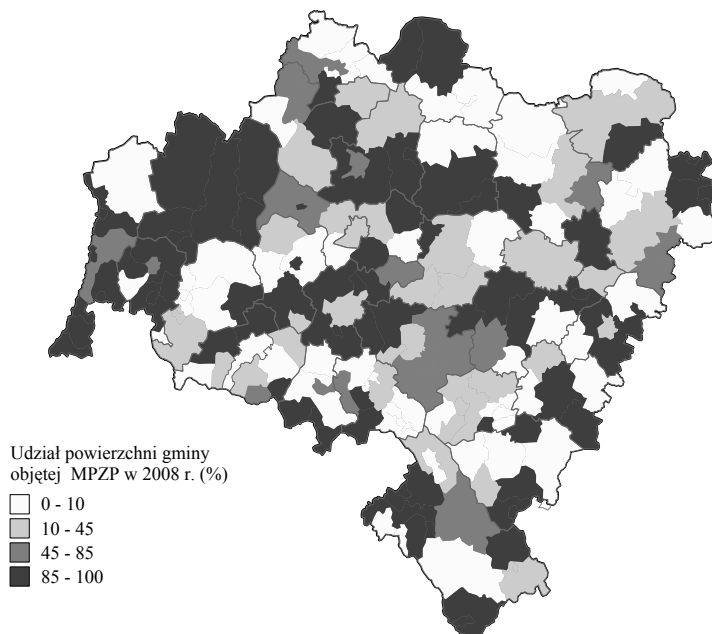 Udział powierzchni gminy
objętej MPZP w 2008 r. (%)
0 - 10
10 - 45
45 - 85
85 - 100